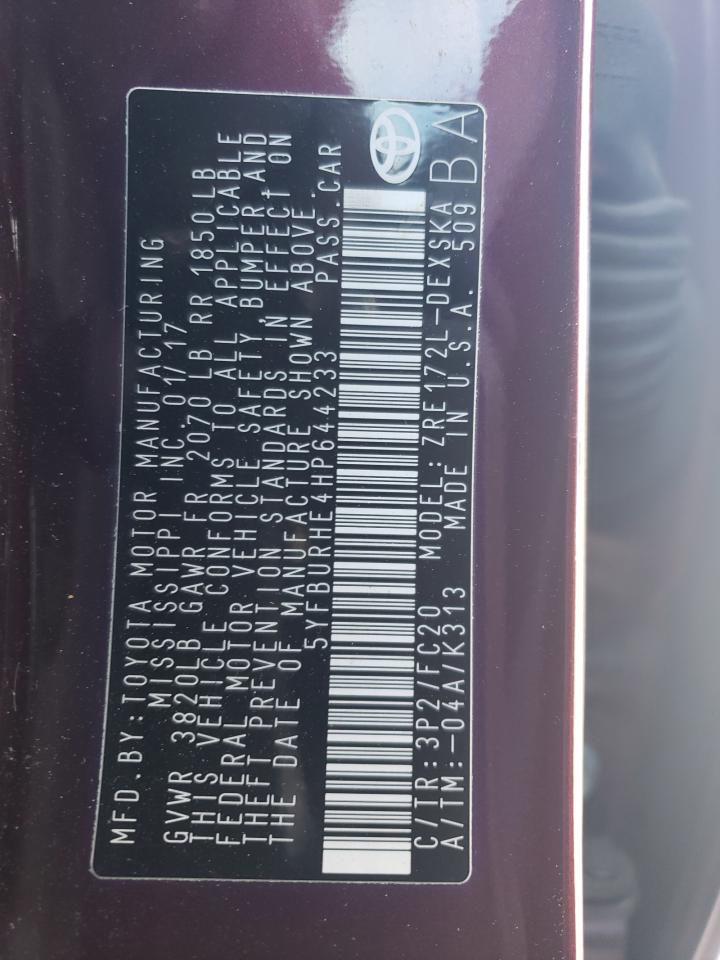 MFD.BY:TOYOTA MOTOR MANUFACTURING
MISSISSIPPI INC. 01/17
GVWR 3820LB GAWR FR 2070 LB RR 1850 LB
THIS VEHICLE CONFORMS TO ALL APPLICABLE
FEDERAL MOTOR VEHICLE SAFETY, BUMPER, AND
THEFT PREVENTION STANDARDS IN EFFECT ON
THE DATE OF MANUFACTURE SHOWN ABOVE.
5YFBURHE4HP644233 PASS.CAR
C/TR:3P2/FC20 MODEL: ZRE172L-DEXSKA
A/TM:-04A/K313 MADE IN U.S.A. 509 BA